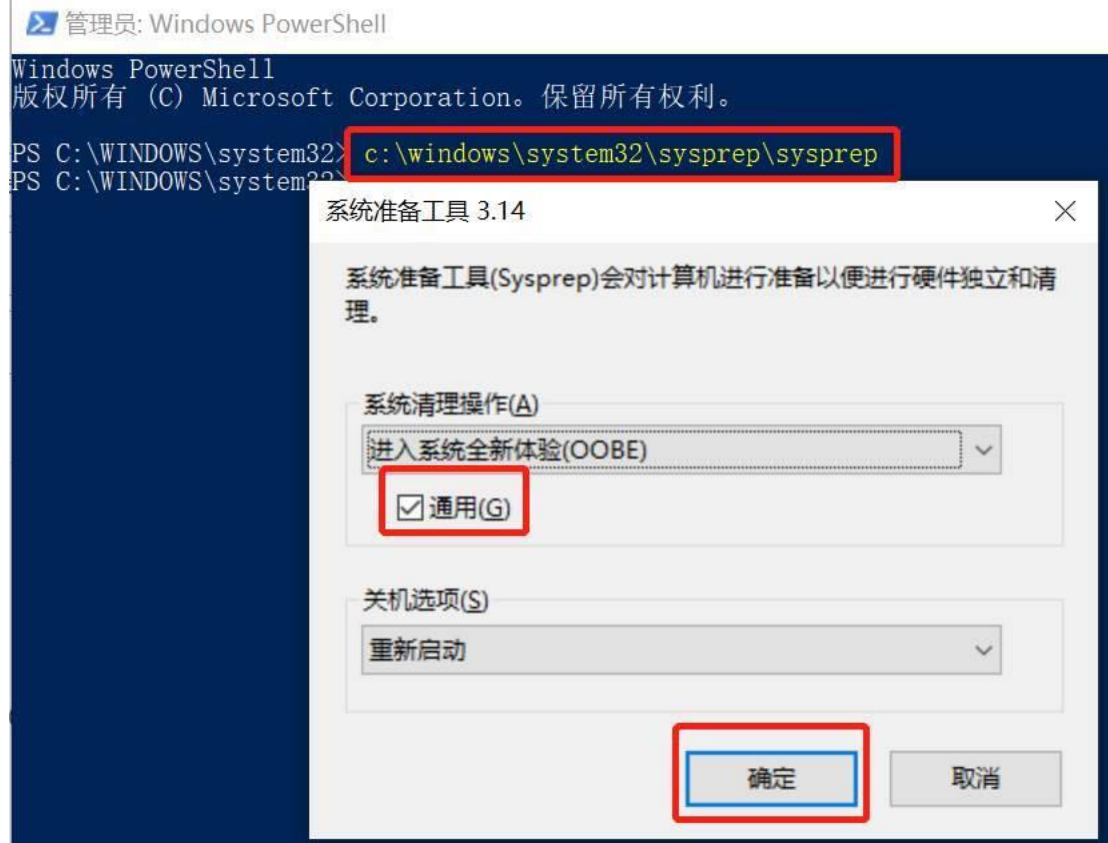 管理员: Windows PowerShell
Windows PowerShell
版权所有 (C) Microsoft Corporation。保留所有权利。
PS C:\WINDOWS\system32> c:\windows\system32\sysprep\sysprep
PS C:\WINDOWS\system32
系统准备工具 3.14
系统准备工具(Sysprep)会对计算机进行准备以便进行硬件独立和清
理。
系统清理操作(A)
进入系统全新体验(OOBE)
通用(G)
关机选项(S)
重新启动
确定 取消